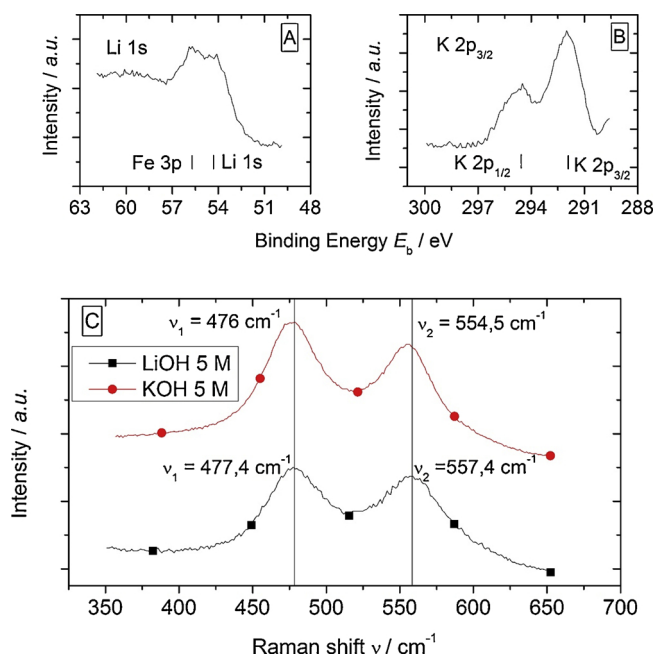 A
Li 1s
Fe 3p
Li 1s
Intensity / a.u.
63 60 57 54 51 48
B
K 2p3/2
K 2p1/2
K 2p3/2
Intensity / a.u.
300 297 294 291 288
Binding Energy Eb / eV
C
ν1 = 476 cm-1
ν2 = 554,5 cm-1
LiOH 5 M
KOH 5 M
ν1 = 477,4 cm-1
ν2 =557,4 cm-1
Intensity / a.u.
350 400 450 500 550 600 650 700
Raman shift ν / cm-1